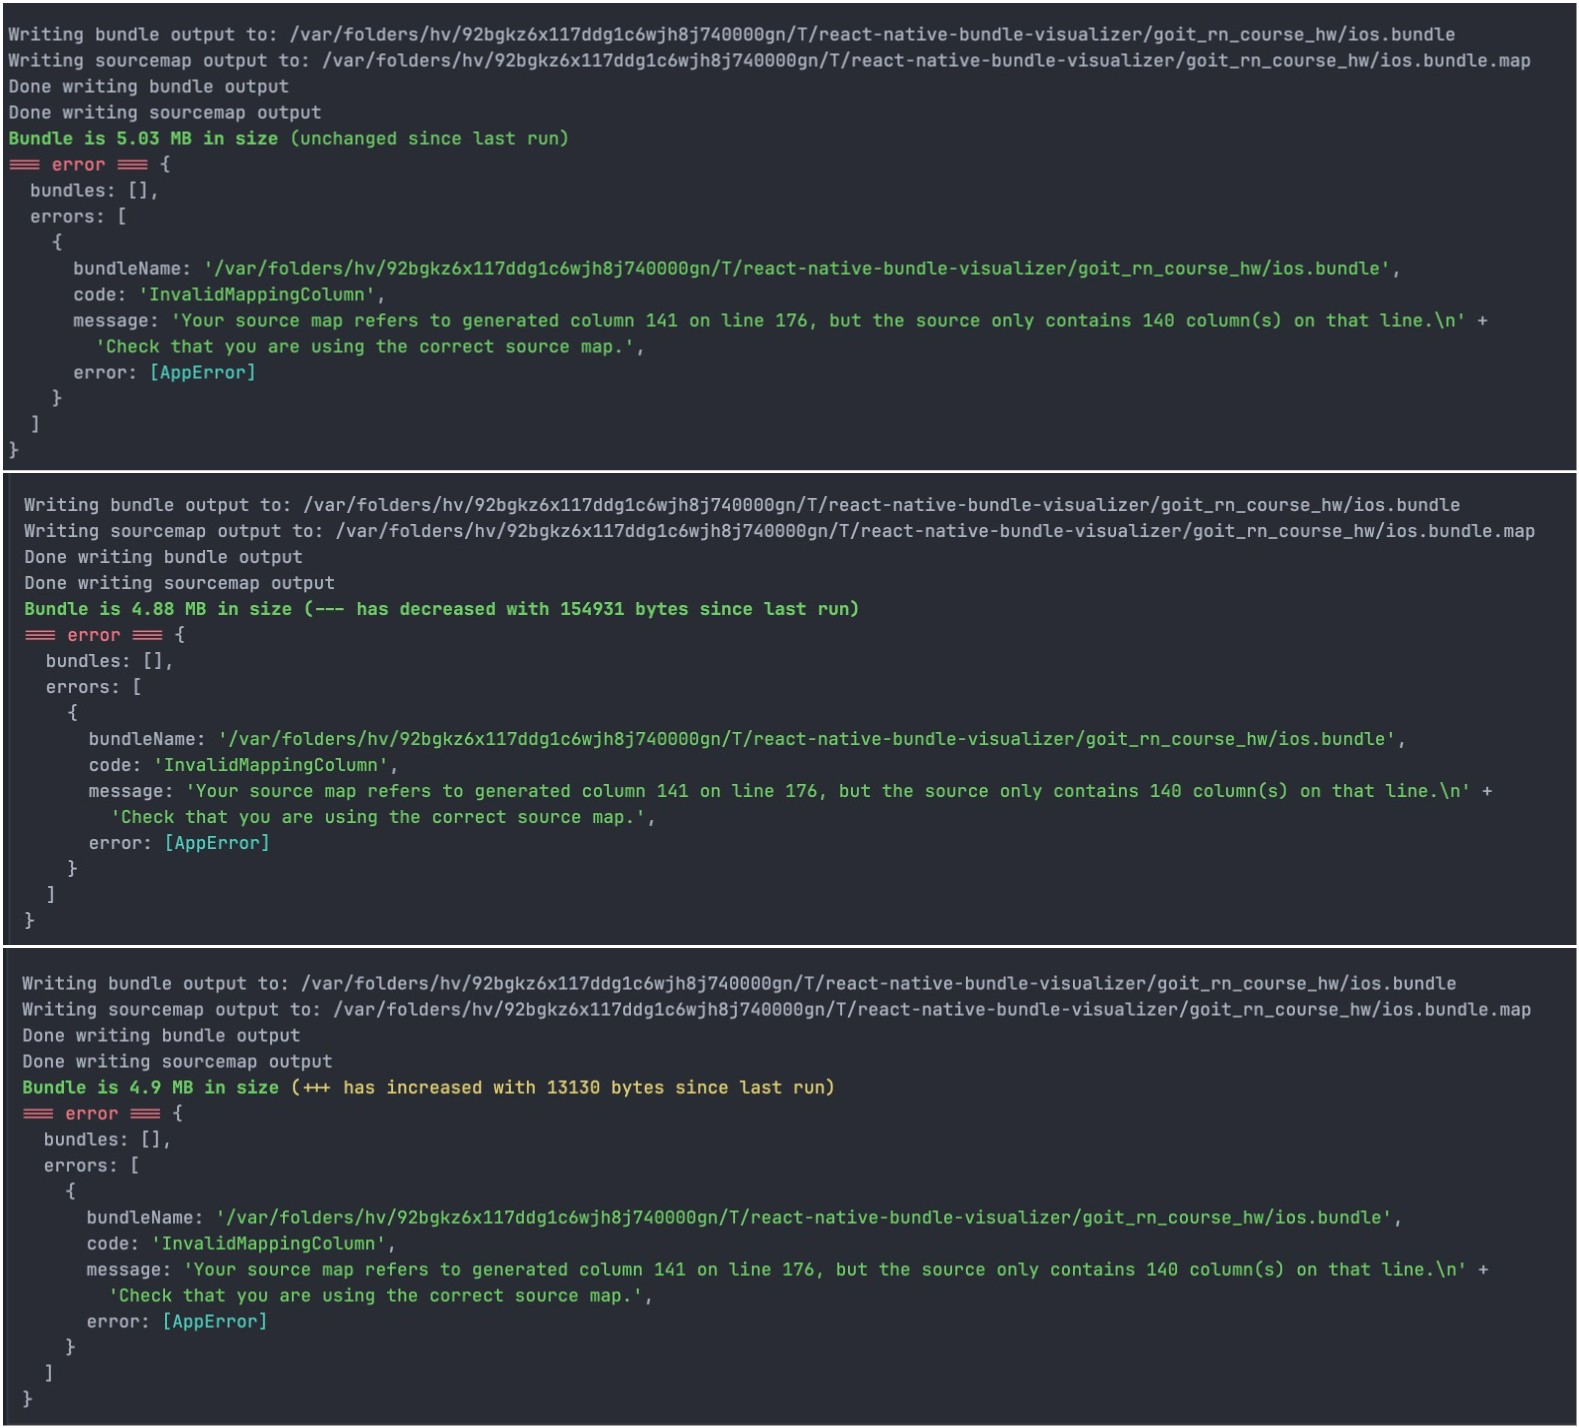 Writing bundle output to: /var/folders/hv/92bgkz6x117ddg1c6wjh8j740000gn/T/react-native-bundle-visualizer/goit_rn_course_hw/ios.bundle
Writing sourcemap output to: /var/folders/hv/92bgkz6x117ddg1c6wjh8j740000gn/T/react-native-bundle-visualizer/goit_rn_course_hw/ios.bundle.map
Done writing bundle output
Done writing sourcemap output
Bundle is 5.03 MB in size (unchanged since last run)
=== error === {
  bundles: [],
  errors: [
    {
      bundleName: '/var/folders/hv/92bgkz6x117ddg1c6wjh8j740000gn/T/react-native-bundle-visualizer/goit_rn_course_hw/ios.bundle',
      code: 'InvalidMappingColumn',
      message: 'Your source map refers to generated column 141 on line 176, but the source only contains 140 column(s) on that line.\n' +
        'Check that you are using the correct source map.',
      error: [AppError]
    }
  ]
}
Writing bundle output to: /var/folders/hv/92bgkz6x117ddg1c6wjh8j740000gn/T/react-native-bundle-visualizer/goit_rn_course_hw/ios.bundle
Writing sourcemap output to: /var/folders/hv/92bgkz6x117ddg1c6wjh8j740000gn/T/react-native-bundle-visualizer/goit_rn_course_hw/ios.bundle.map
Done writing bundle output
Done writing sourcemap output
Bundle is 4.88 MB in size (--- has decreased with 154931 bytes since last run)
=== error === {
  bundles: [],
  errors: [
    {
      bundleName: '/var/folders/hv/92bgkz6x117ddg1c6wjh8j740000gn/T/react-native-bundle-visualizer/goit_rn_course_hw/ios.bundle',
      code: 'InvalidMappingColumn',
      message: 'Your source map refers to generated column 141 on line 176, but the source only contains 140 column(s) on that line.\n' +
        'Check that you are using the correct source map.',
      error: [AppError]
    }
  ]
}
Writing bundle output to: /var/folders/hv/92bgkz6x117ddg1c6wjh8j740000gn/T/react-native-bundle-visualizer/goit_rn_course_hw/ios.bundle
Writing sourcemap output to: /var/folders/hv/92bgkz6x117ddg1c6wjh8j740000gn/T/react-native-bundle-visualizer/goit_rn_course_hw/ios.bundle.map
Done writing bundle output
Done writing sourcemap output
Bundle is 4.9 MB in size (+++ has increased with 13130 bytes since last run)
=== error === {
  bundles: [],
  errors: [
    {
      bundleName: '/var/folders/hv/92bgkz6x117ddg1c6wjh8j740000gn/T/react-native-bundle-visualizer/goit_rn_course_hw/ios.bundle',
      code: 'InvalidMappingColumn',
      message: 'Your source map refers to generated column 141 on line 176, but the source only contains 140 column(s) on that line.\n' +
        'Check that you are using the correct source map.',
      error: [AppError]
    }
  ]
}